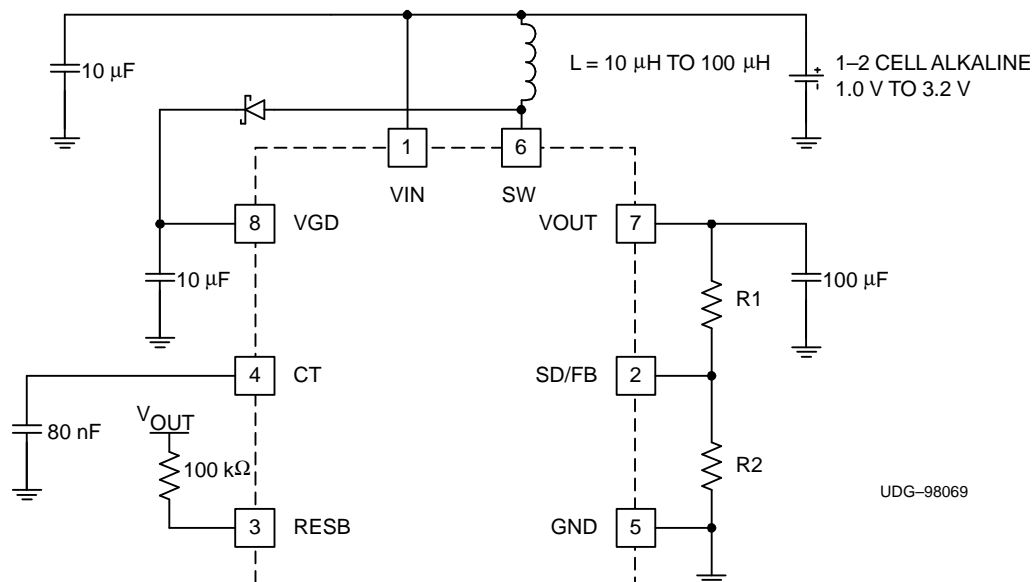 10 μF
L = 10 μH TO 100 μH
1–2 CELL ALKALINE
1.0 V TO 3.2 V
+
-
1
6
VIN
SW
8
VGD
VOUT
7
10 μF
R1
100 μF
4
CT
SD/FB
2
80 nF
VOUT
100 kΩ
R2
UDG–98069
3
RESB
GND
5